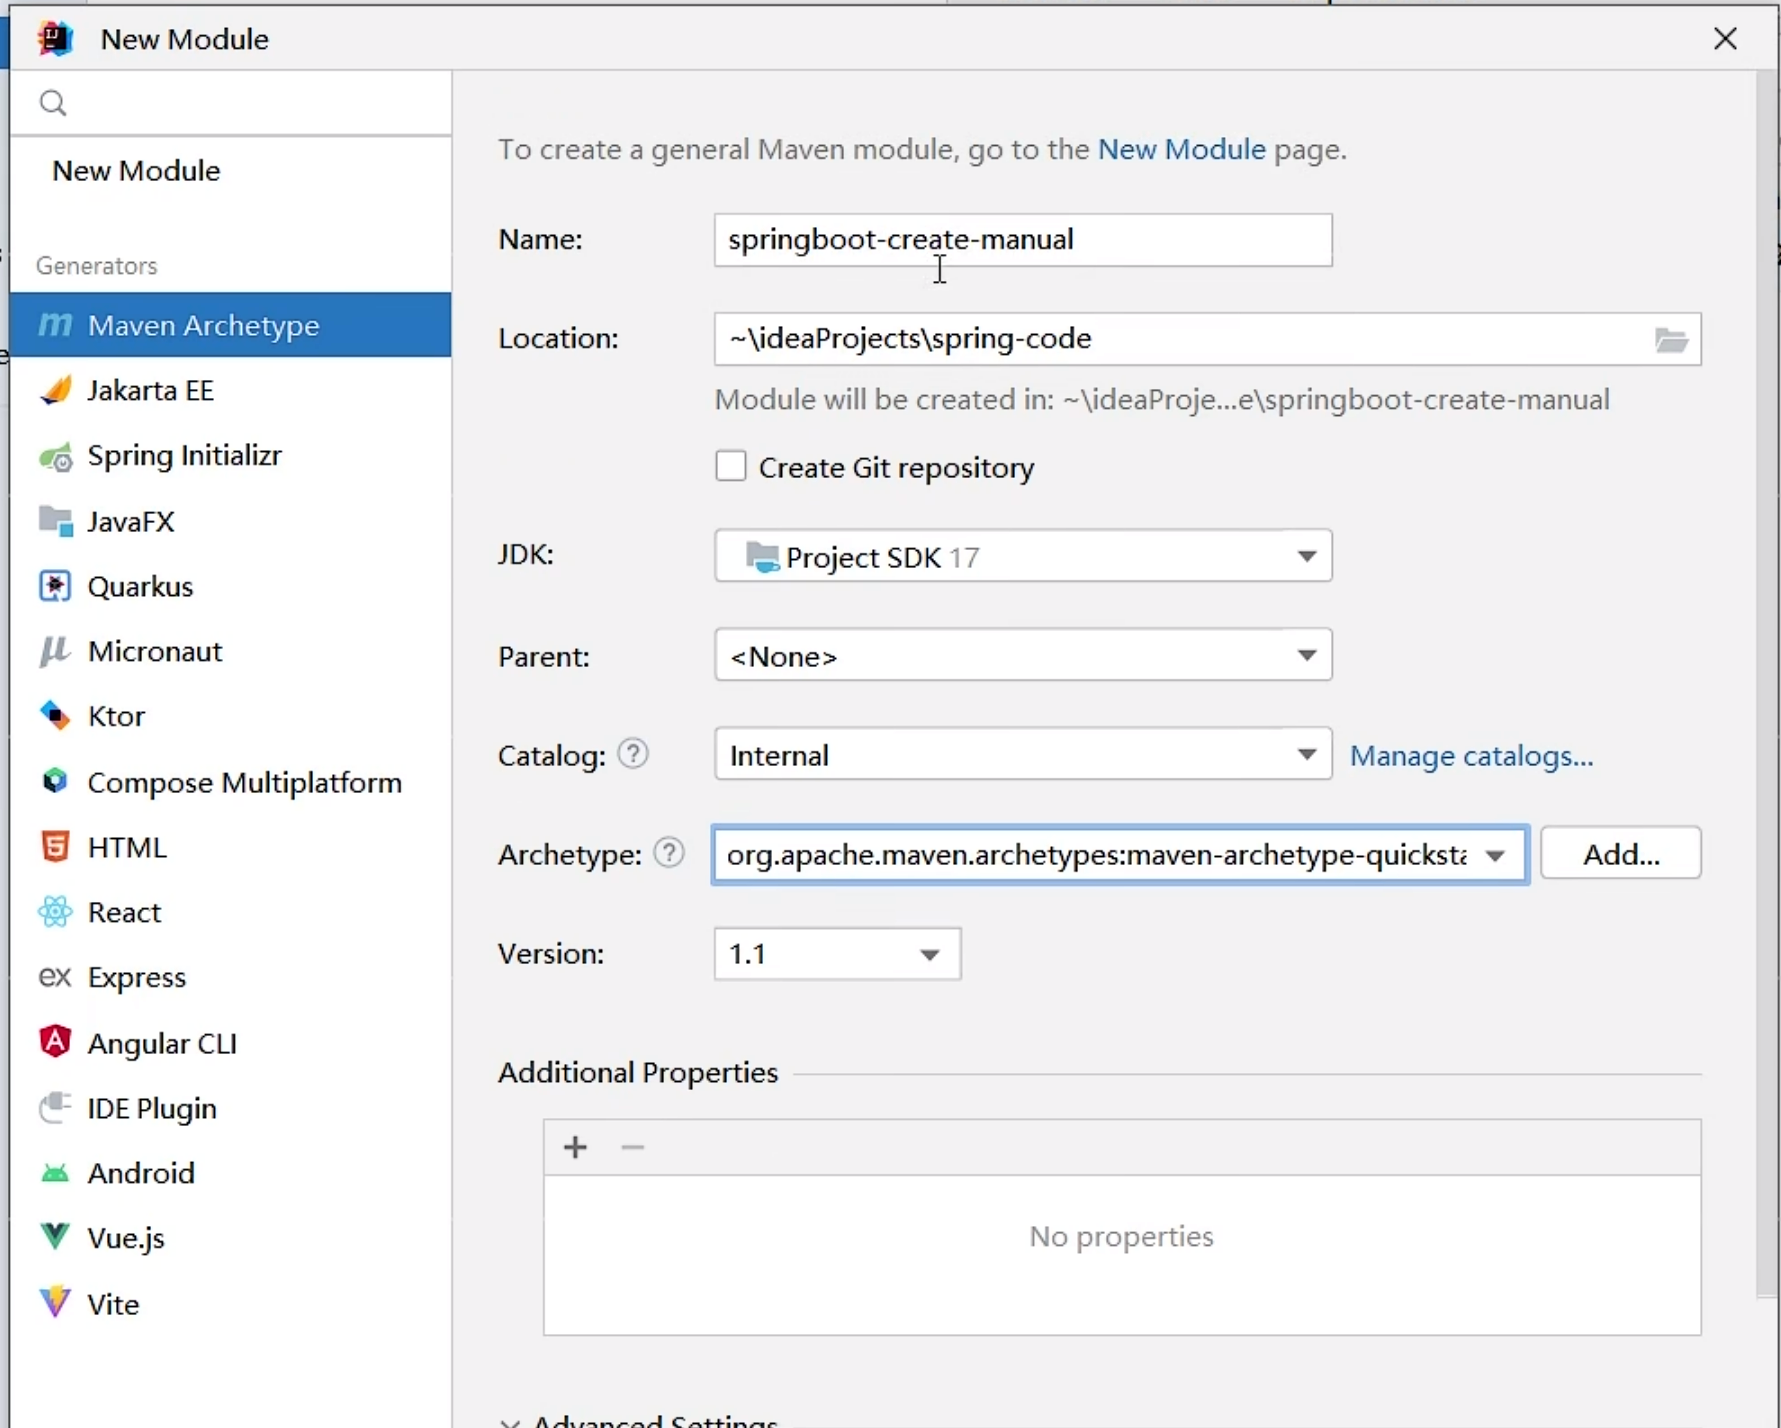 New Module
New Module
Generators
Maven Archetype
Jakarta EE
Spring Initializr
JavaFX
Quarkus
Micronaut
Ktor
Compose Multiplatform
HTML
React
ex Express
Angular CLI
IDE Plugin
Android
Vue.js
Vite
To create a general Maven module, go to the New Module page.
Name: springboot-create-manual
Location: ~\ideaProjects\spring-code
Module will be created in: ~\ideaProje...e\springboot-create-manual
Create Git repository
JDK: Project SDK 17
Parent: <None>
Catalog: ? Internal Manage catalogs...
Archetype: ? org.apache.maven.archetypes:maven-archetype-quicksta Add...
Version: 1.1
Additional Properties
No properties
Advanced Settings